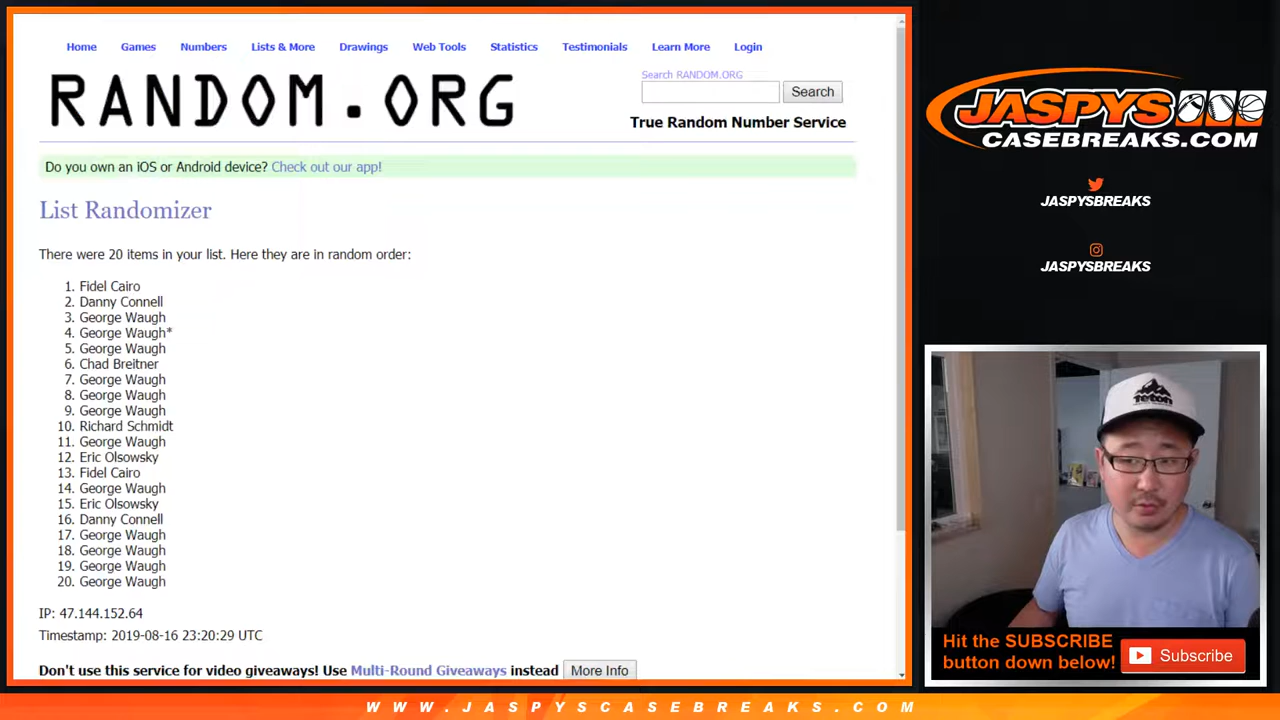 Home Games Numbers Lists & More Drawings Web Tools Statistics Testimonials Learn More Login
RANDOM.ORG
Search RANDOM.ORG
Search
True Random Number Service
Do you own an iOS or Android device? Check out our app!
List Randomizer
There were 20 items in your list. Here they are in random order:
1. Fidel Cairo
2. Danny Connell
3. George Waugh
4. George Waugh*
5. George Waugh
6. Chad Breitner
7. George Waugh
8. George Waugh
9. George Waugh
10. Richard Schmidt
11. George Waugh
12. Eric Olsowsky
13. Fidel Cairo
14. George Waugh
15. Eric Olsowsky
16. Danny Connell
17. George Waugh
18. George Waugh
19. George Waugh
20. George Waugh
IP: 47.144.152.64
Timestamp: 2019-08-16 23:20:29 UTC
Don't use this service for video giveaways! Use Multi-Round Giveaways instead More Info
JASPYS
CASEBREAKS.COM
JASPYSBREAKS
JASPYSBREAKS
Teton
Hit the SUBSCRIBE
button down below!
Subscribe
WWW.JASPYSCASEBREAKS.COM